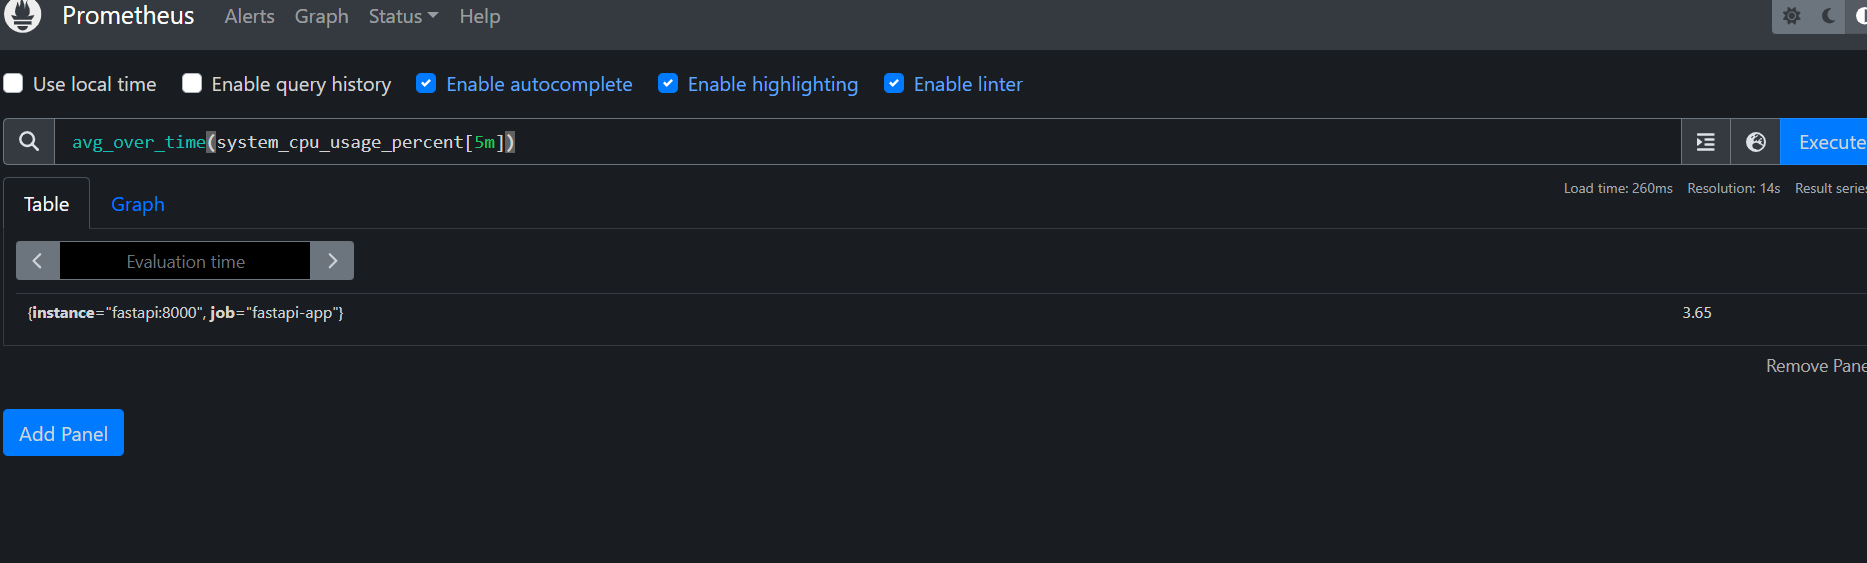 Prometheus Alerts Graph Status Help
Use local time Enable query history Enable autocomplete Enable highlighting Enable linter
avg_over_time(system_cpu_usage_percent[5m]) Execute
Load time: 260ms Resolution: 14s Result series
Table Graph
Evaluation time
{instance="fastapi:8000", job="fastapi-app"} 3.65
Remove Pane
Add Panel